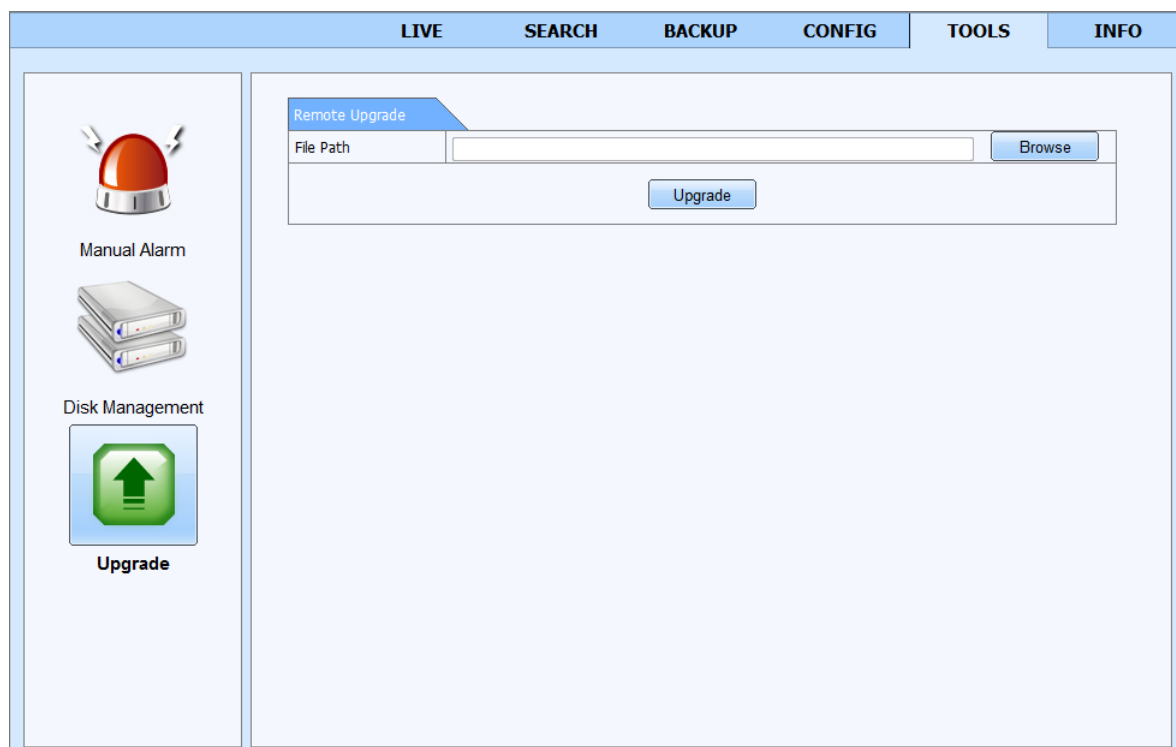 LIVE SEARCH BACKUP CONFIG TOOLS INFO
Manual Alarm
Disk Management
Upgrade
Remote Upgrade
File Path Browse
Upgrade